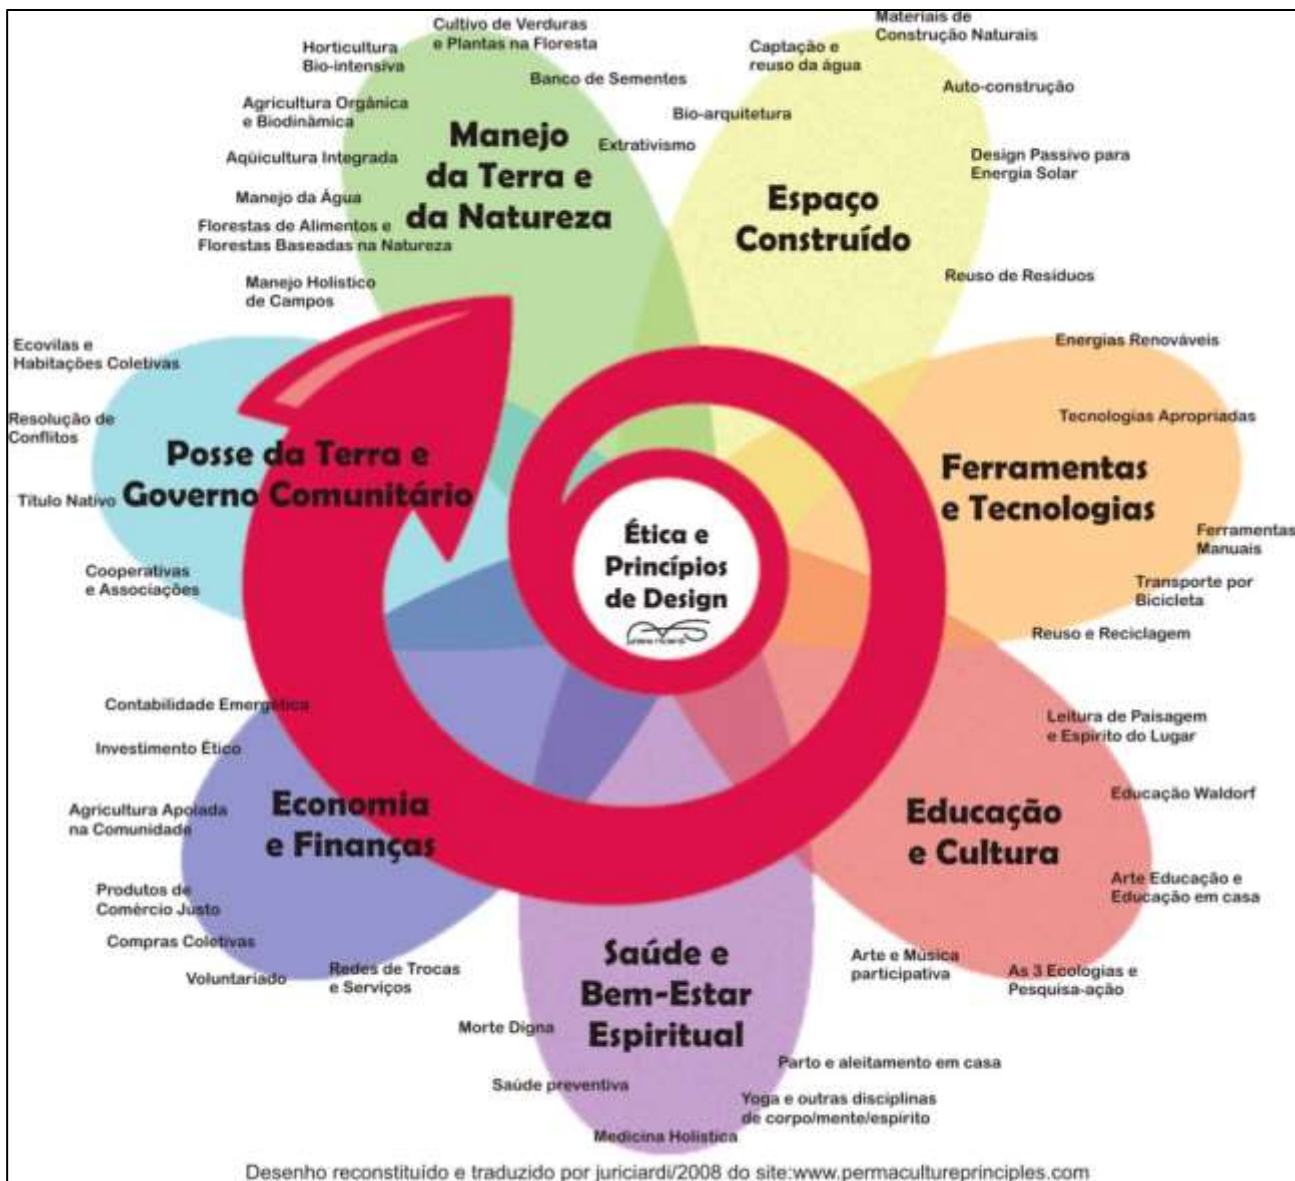 Cultivo de Verduras
e Plantas na Floresta
Horticultura
Bio-intensiva
Banco de Sementes
Agricultura Orgânica
e Biodinâmica
Extrativismo
Aqüicultura Integrada
Manejo da Água
Florestas de Alimentos e
Florestas Baseadas na Natureza
Manejo Holístico
de Campos
Manejo
da Terra e
da Natureza
Materiais de
Construção Naturais
Captação e
reuso da água
Auto-construção
Bio-arquitetura
Design Passivo para
Energia Solar
Espaço
Construído
Reuso de Resíduos
Energias Renováveis
Tecnologias Apropriadas
Ferramentas
e Tecnologias
Ferramentas
Manuais
Transporte por
Bicicleta
Reuso e Reciclagem
Ecovilas e
Habitações Coletivas
Resolução de
Conflitos
Posse da Terra e
Governo Comunitário
Título Nativo
Cooperativas
e Associações
Ética e
Princípios
de Design
Contabilidade Emergética
Investimento Ético
Agricultura Apoiada
na Comunidade
Economia
e Finanças
Produtos de
Comércio Justo
Compras Coletivas
Voluntariado
Redes de Trocas
e Serviços
Leitura de Paisagem
e Espírito do Lugar
Educação Waldorf
Educação
e Cultura
Arte Educação e
Educação em casa
Arte e Música
participativa
As 3 Ecologias e
Pesquisa-ação
Saúde e
Bem-Estar
Espiritual
Morte Digna
Saúde preventiva
Medicina Holística
Parto e aleitamento em casa
Yoga e outras disciplinas
de corpo/mente/espírito
Desenho reconstituído e traduzido por juriciardi/2008 do site:www.permacultureprinciples.com